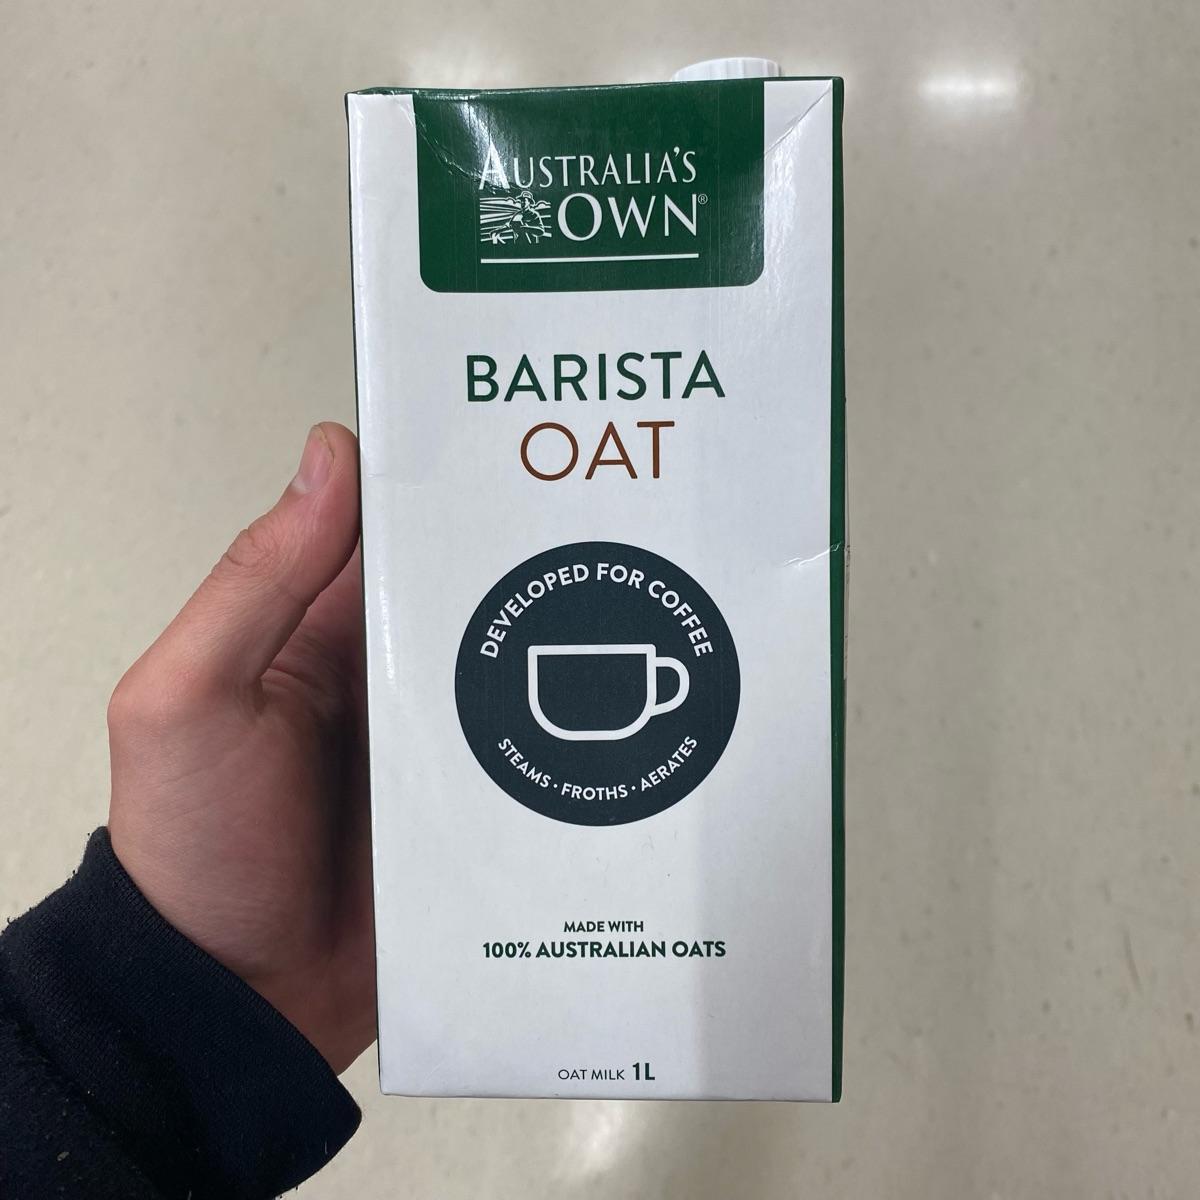 AUSTRALIA'S
OWN®
BARISTA
OAT
DEVELOPED FOR COFFEE
STEAMS · FROTHS · AERATES
MADE WITH
100% AUSTRALIAN OATS
OAT MILK 1L